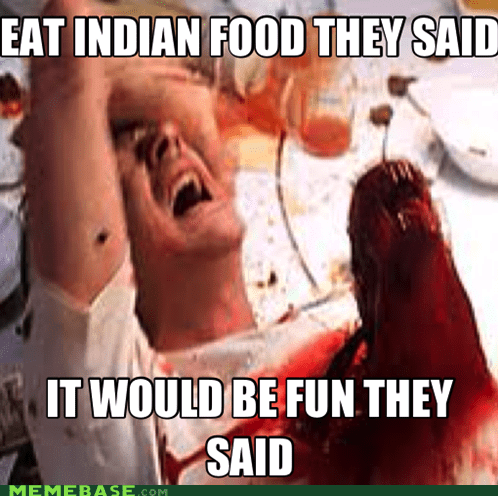 EAT INDIAN FOOD THEY SAID
IT WOULD BE FUN THEY
SAID
MEMEBASE.COM